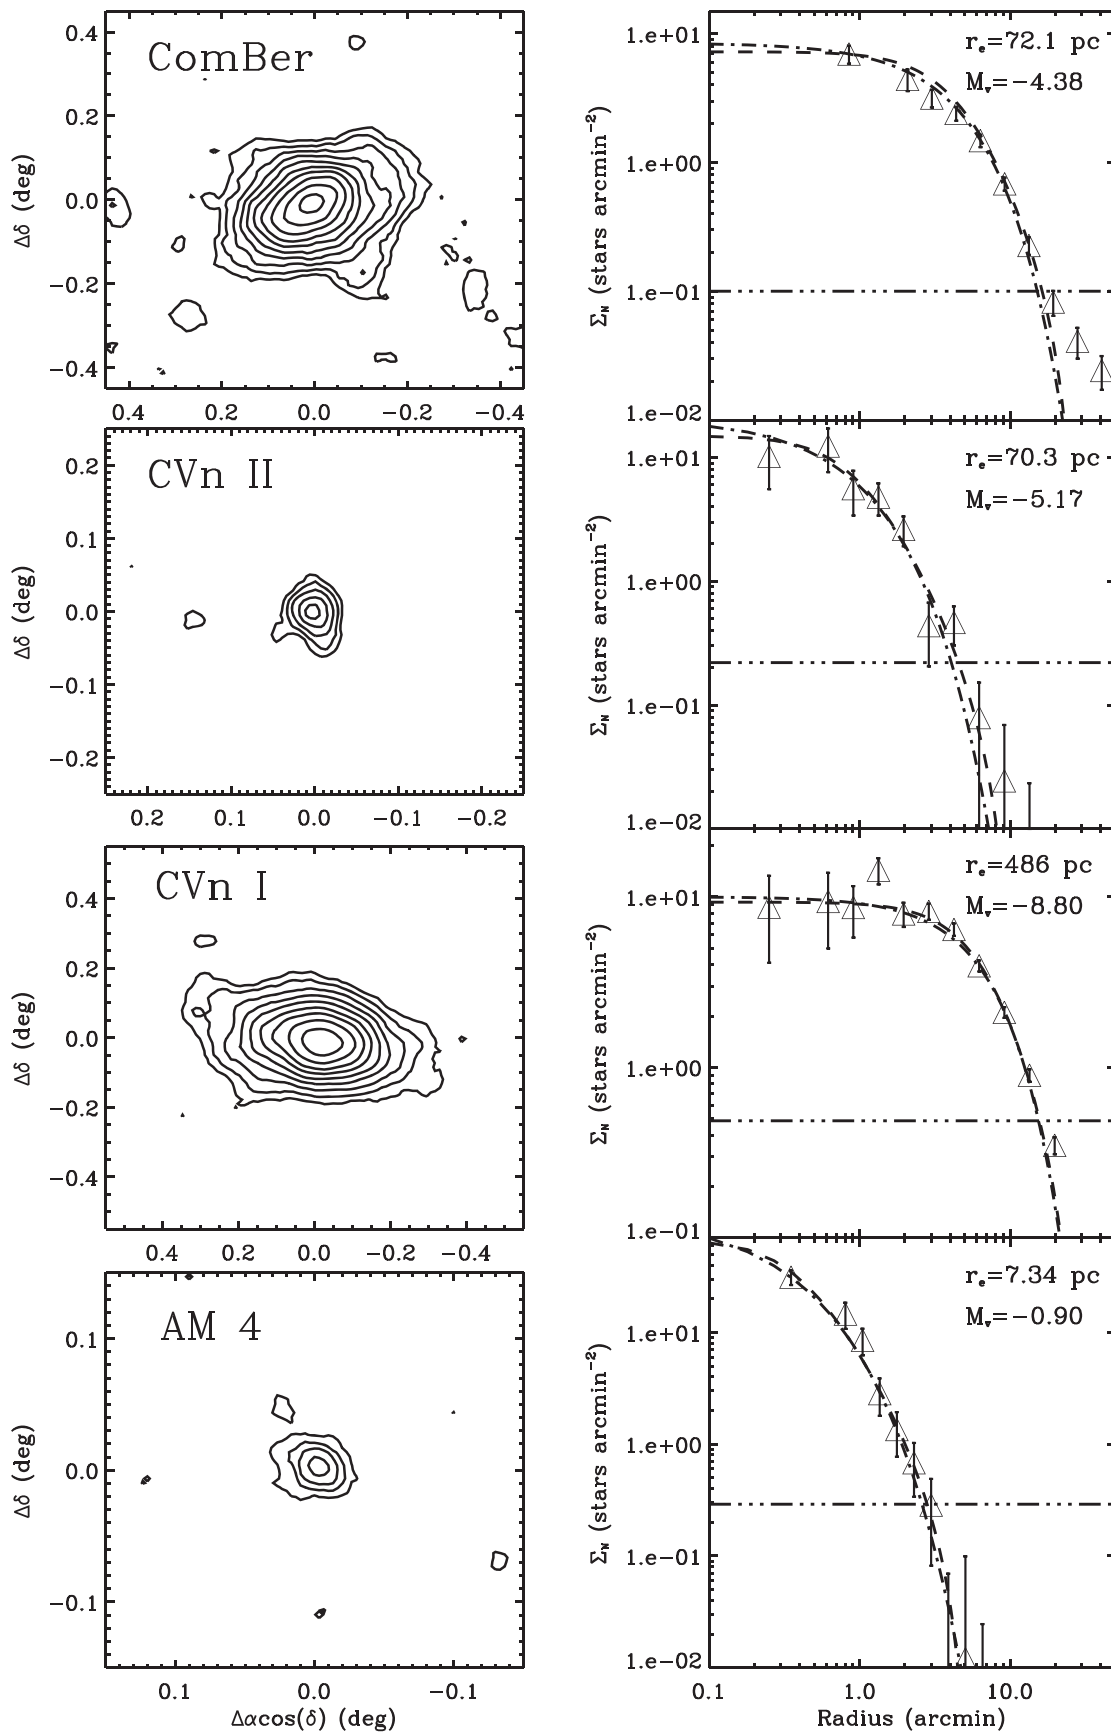 ComBer
Δδ (deg)
0.4
0.2
0.0
−0.2
−0.4
0.4 0.2 0.0 −0.2 −0.4
Σ_N (stars arcmin⁻²)
1.e+01
1.e+00
1.e−01
1.e−02
r_e=72.1 pc
M_v=−4.38
CVn II
Δδ (deg)
0.2
0.1
0.0
−0.1
−0.2
0.2 0.1 0.0 −0.1 −0.2
Σ_N (stars arcmin⁻²)
1.e+01
1.e+00
1.e−01
1.e−02
r_e=70.3 pc
M_v=−5.17
CVn I
Δδ (deg)
0.4
0.2
0.0
−0.2
−0.4
0.4 0.2 0.0 −0.2 −0.4
Σ_N (stars arcmin⁻²)
1.e+01
1.e+00
1.e−01
r_e=486 pc
M_v=−8.80
AM 4
Δδ (deg)
0.1
0.0
−0.1
0.1 0.0 −0.1
Δαcos(δ) (deg)
Σ_N (stars arcmin⁻²)
1.e+01
1.e+00
1.e−01
1.e−02
r_e=7.34 pc
M_v=−0.90
0.1 1.0 10.0
Radius (arcmin)